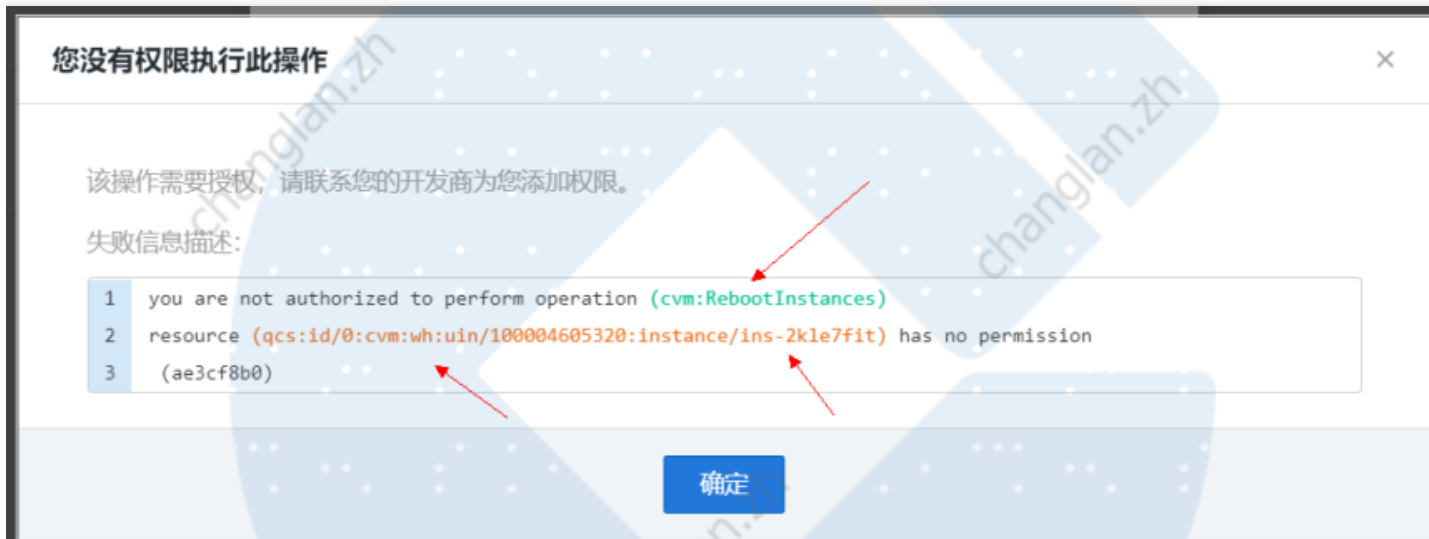 您没有权限执行此操作
×
该操作需要授权，请联系您的开发商为您添加权限。
失败信息描述：
1 you are not authorized to perform operation (cvm:RebootInstances)
2 resource (qcs:id/0:cvm:wh:uin/100004605320:instance/ins-2kle7fit) has no permission
3 (ae3cf8b0)
确定
changlan.zh
changlan.zh